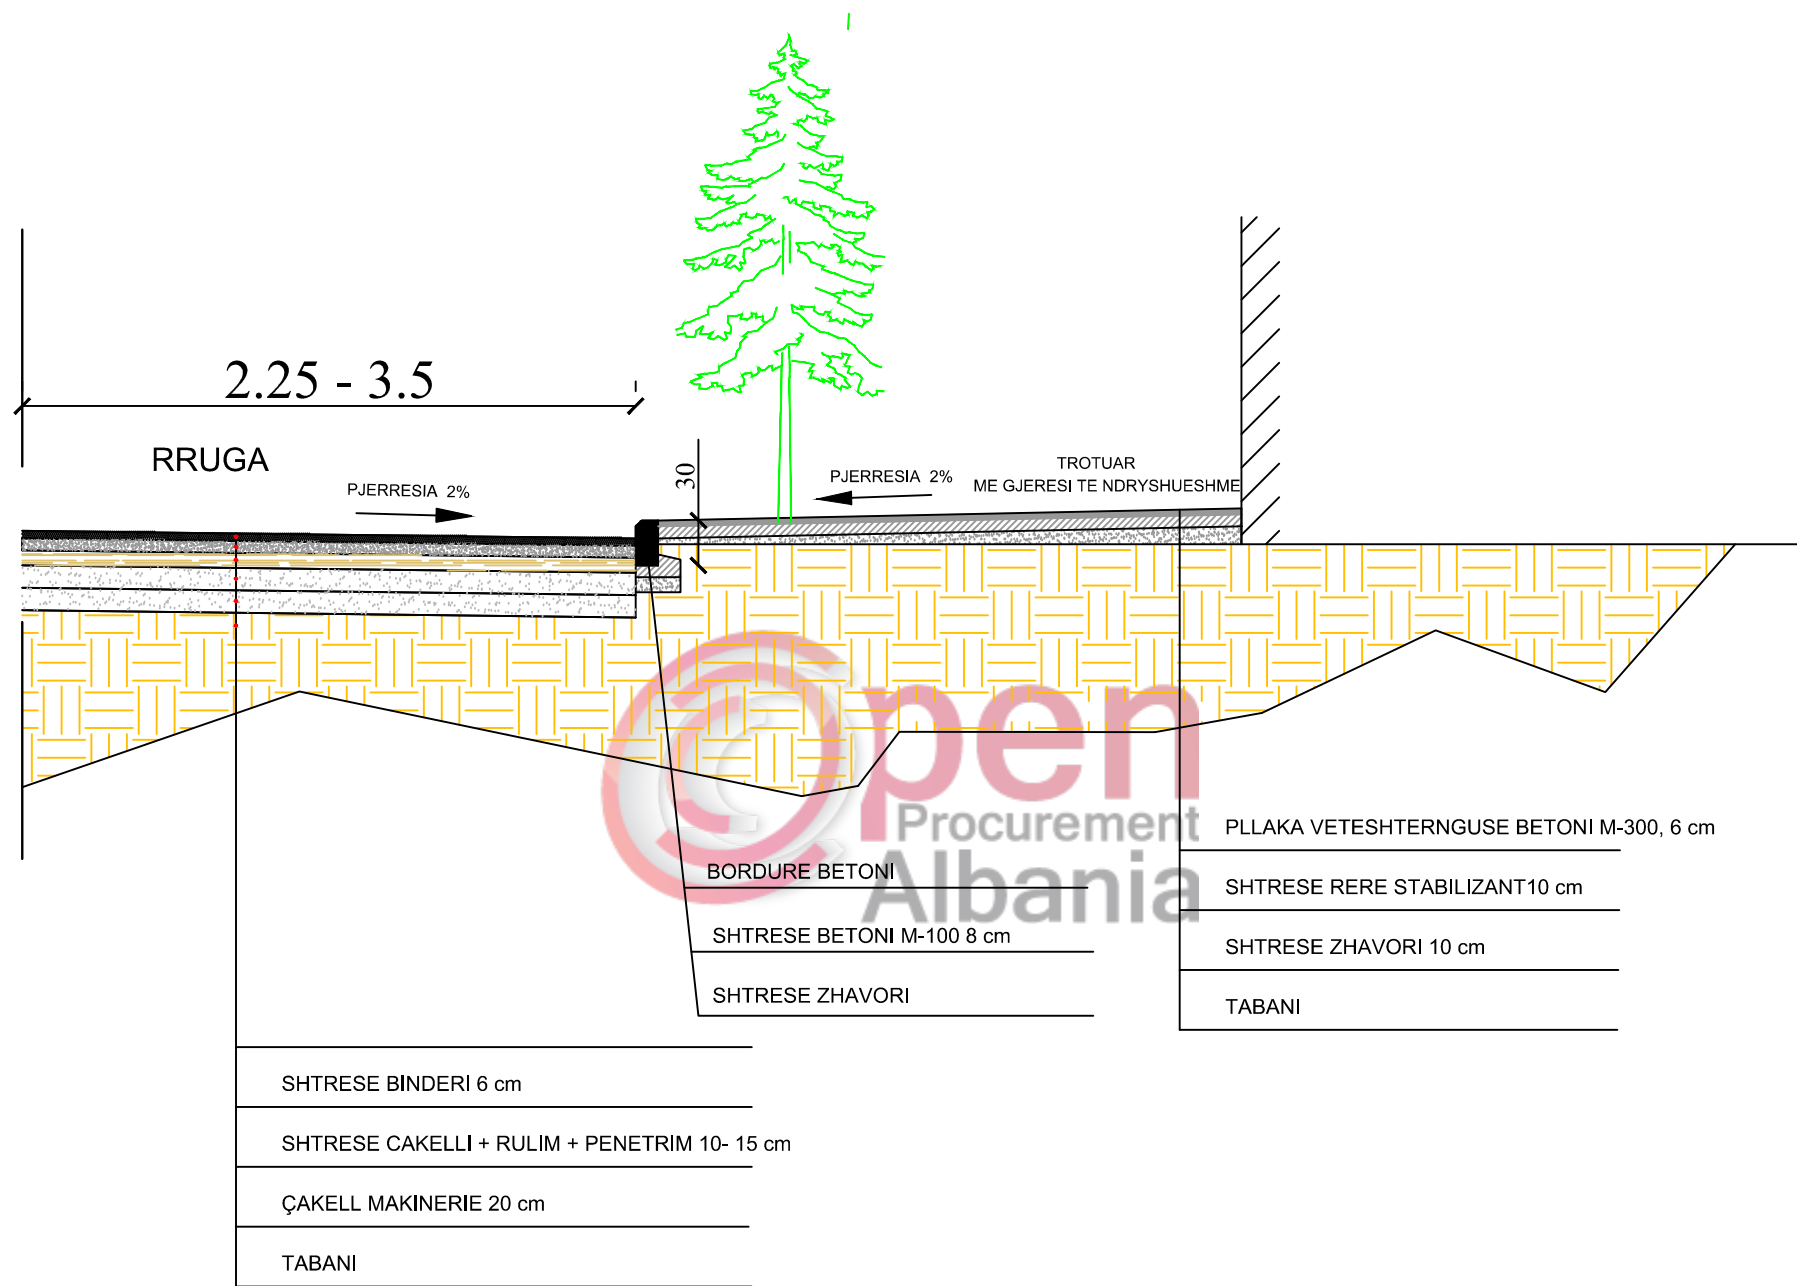 2.25 - 3.5
RRUGA
PJERRESIA 2%
30
PJERRESIA 2%
TROTUAR
ME GJERESI TE NDRYSHUESHME
Open
Procurement
Albania
PLLAKA VETESHTERNGUSE BETONI M-300, 6 cm
SHTRESE RERE STABILIZANT10 cm
SHTRESE ZHAVORI 10 cm
TABANI
BORDURE BETONI
SHTRESE BETONI M-100 8 cm
SHTRESE ZHAVORI
SHTRESE BINDERI 6 cm
SHTRESE CAKELLI + RULIM + PENETRIM 10- 15 cm
ÇAKELL MAKINERIE 20 cm
TABANI